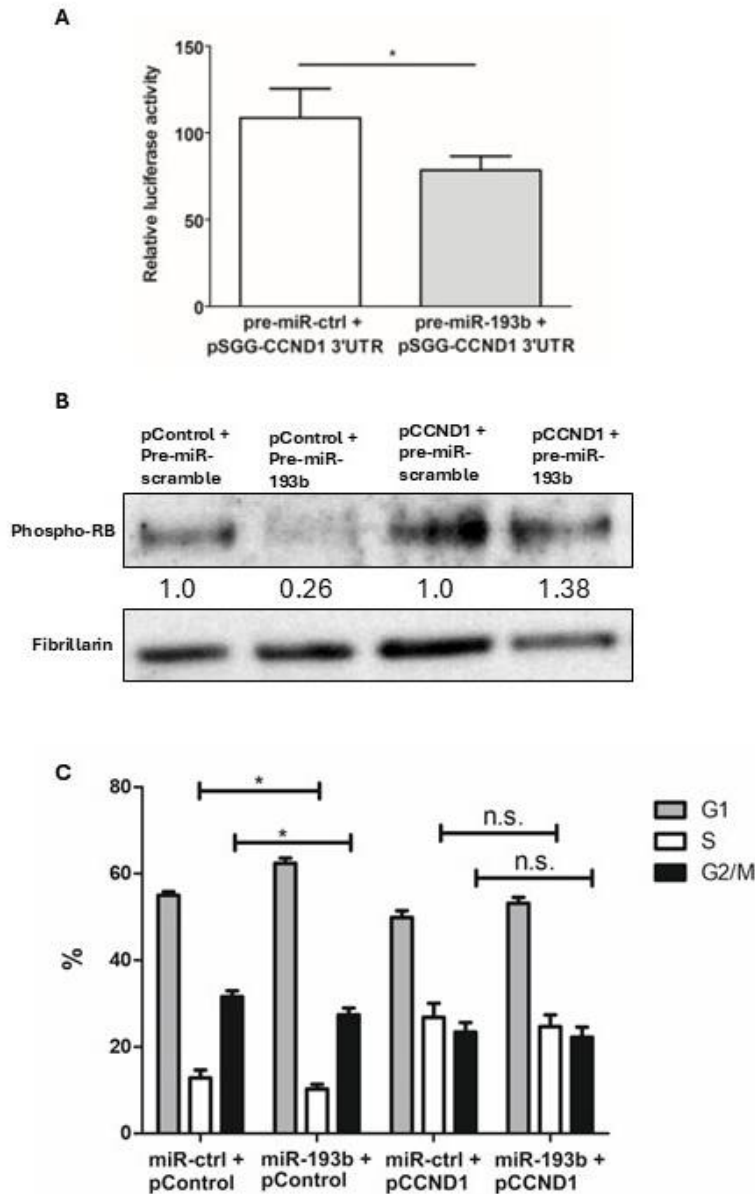 A
150
100
50
0
Relative luciferase activity
*
pre-miR-ctrl +
pSGG-CCND1 3'UTR
pre-miR-193b +
pSGG-CCND1 3'UTR
B
pControl +
Pre-miR-
scramble
pControl +
Pre-miR-
193b
pCCND1 +
pre-miR-
scramble
pCCND1 +
pre-miR-
193b
Phospho-RB
1.0 0.26 1.0 1.38
Fibrillarin
C
80
60
40
20
0
%
*
*
n.s.
n.s.
G1
S
G2/M
miR-ctrl +
pControl
miR-193b +
pControl
miR-ctrl +
pCCND1
miR-193b +
pCCND1